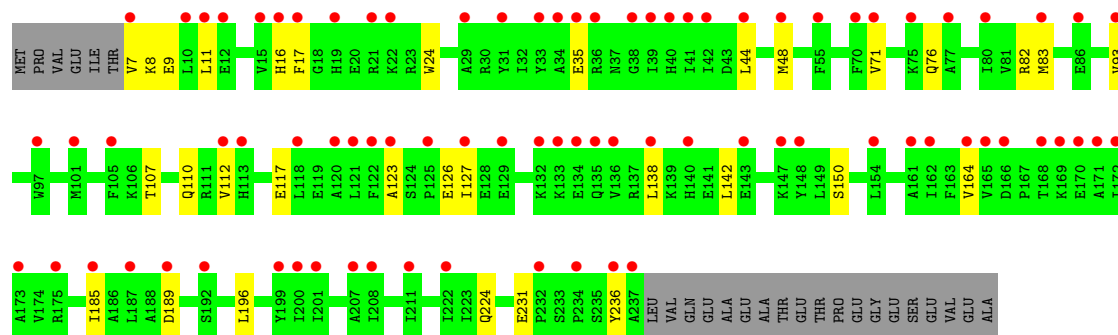 MET PRO VAL GLU ILE THR V7 K8 E9 L10 L11 E12 V15 H16 F17 G18 H19 E20 R21 K22 R23 W24 A29 R30 Y31 I32 Y33 A34 E35 R36 N37 G38 I39 H40 I41 I42 D43 L44 M48 F55 F70 V71 K75 Q76 A77 I80 V81 R82 M83 E86 V93
W97 M101 F105 K106 T107 Q110 R111 V112 H113 E117 L118 E119 A120 L121 F122 A123 S124 P125 E126 I127 E128 E129 K132 K133 E134 Q135 V136 R137 L138 K139 H140 E141 L142 E143 K147 Y148 L149 S150 L154 A161 I162 F163 V164 V165 D166 P167 T168 K169 E170 A171 I172
A173 V174 R175 I185 A186 L187 A188 D189 S192 L196 Y199 I200 I201 A207 I208 I211 I222 I223 Q224 E231 P232 S233 P234 S235 Y236 A237 LEU VAL GLN GLU ALA GLU ALA THR GLU THR PRO GLU GLY GLU SER GLU VAL GLU ALA